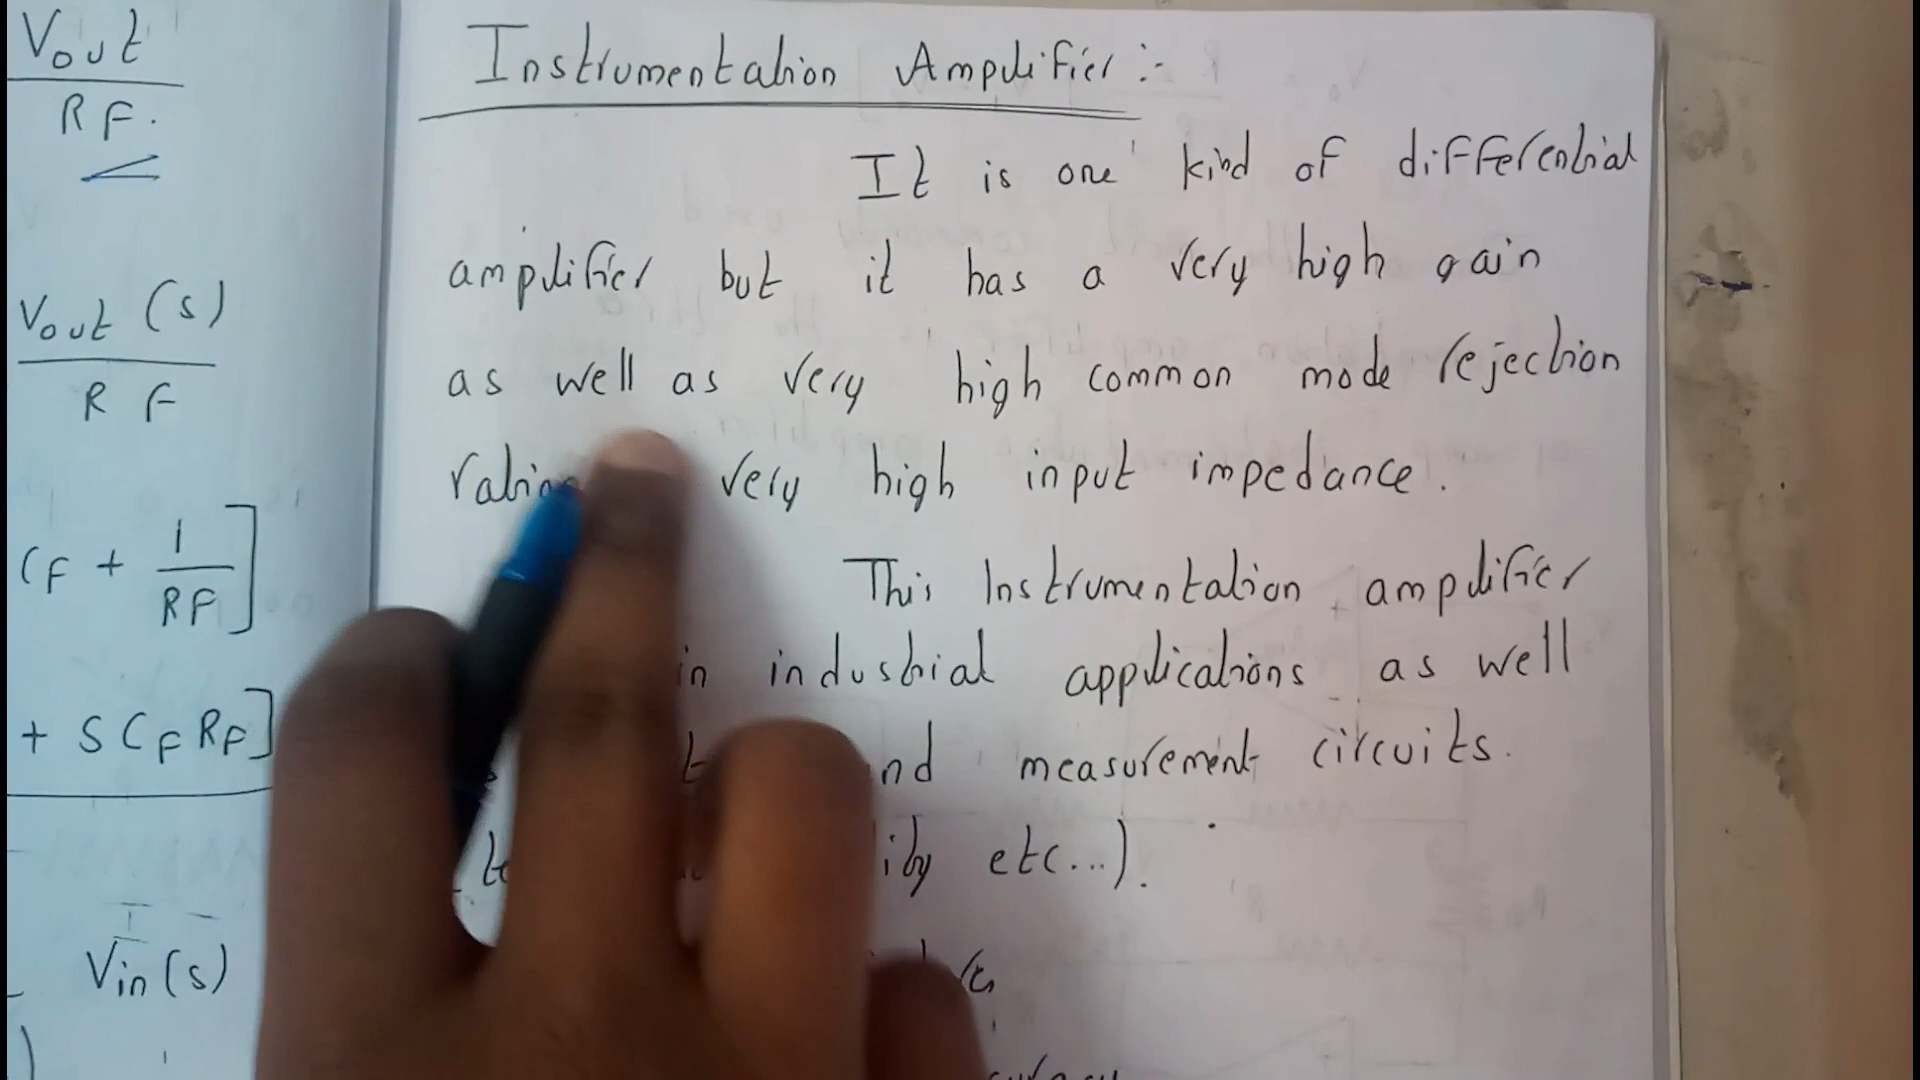 Vout
RF.
Vout (s)
RF
CF + 1
RF ]
+ SCFRF]
Vin(s)
Instrumentation Amplifier :-
It is one kind of differential
amplifier but it has a very high gain
as well as very high common mode rejection
very high input impedance.
This Instrumentation amplifier
in industrial applications as well
and measurement circuits.
etc...).